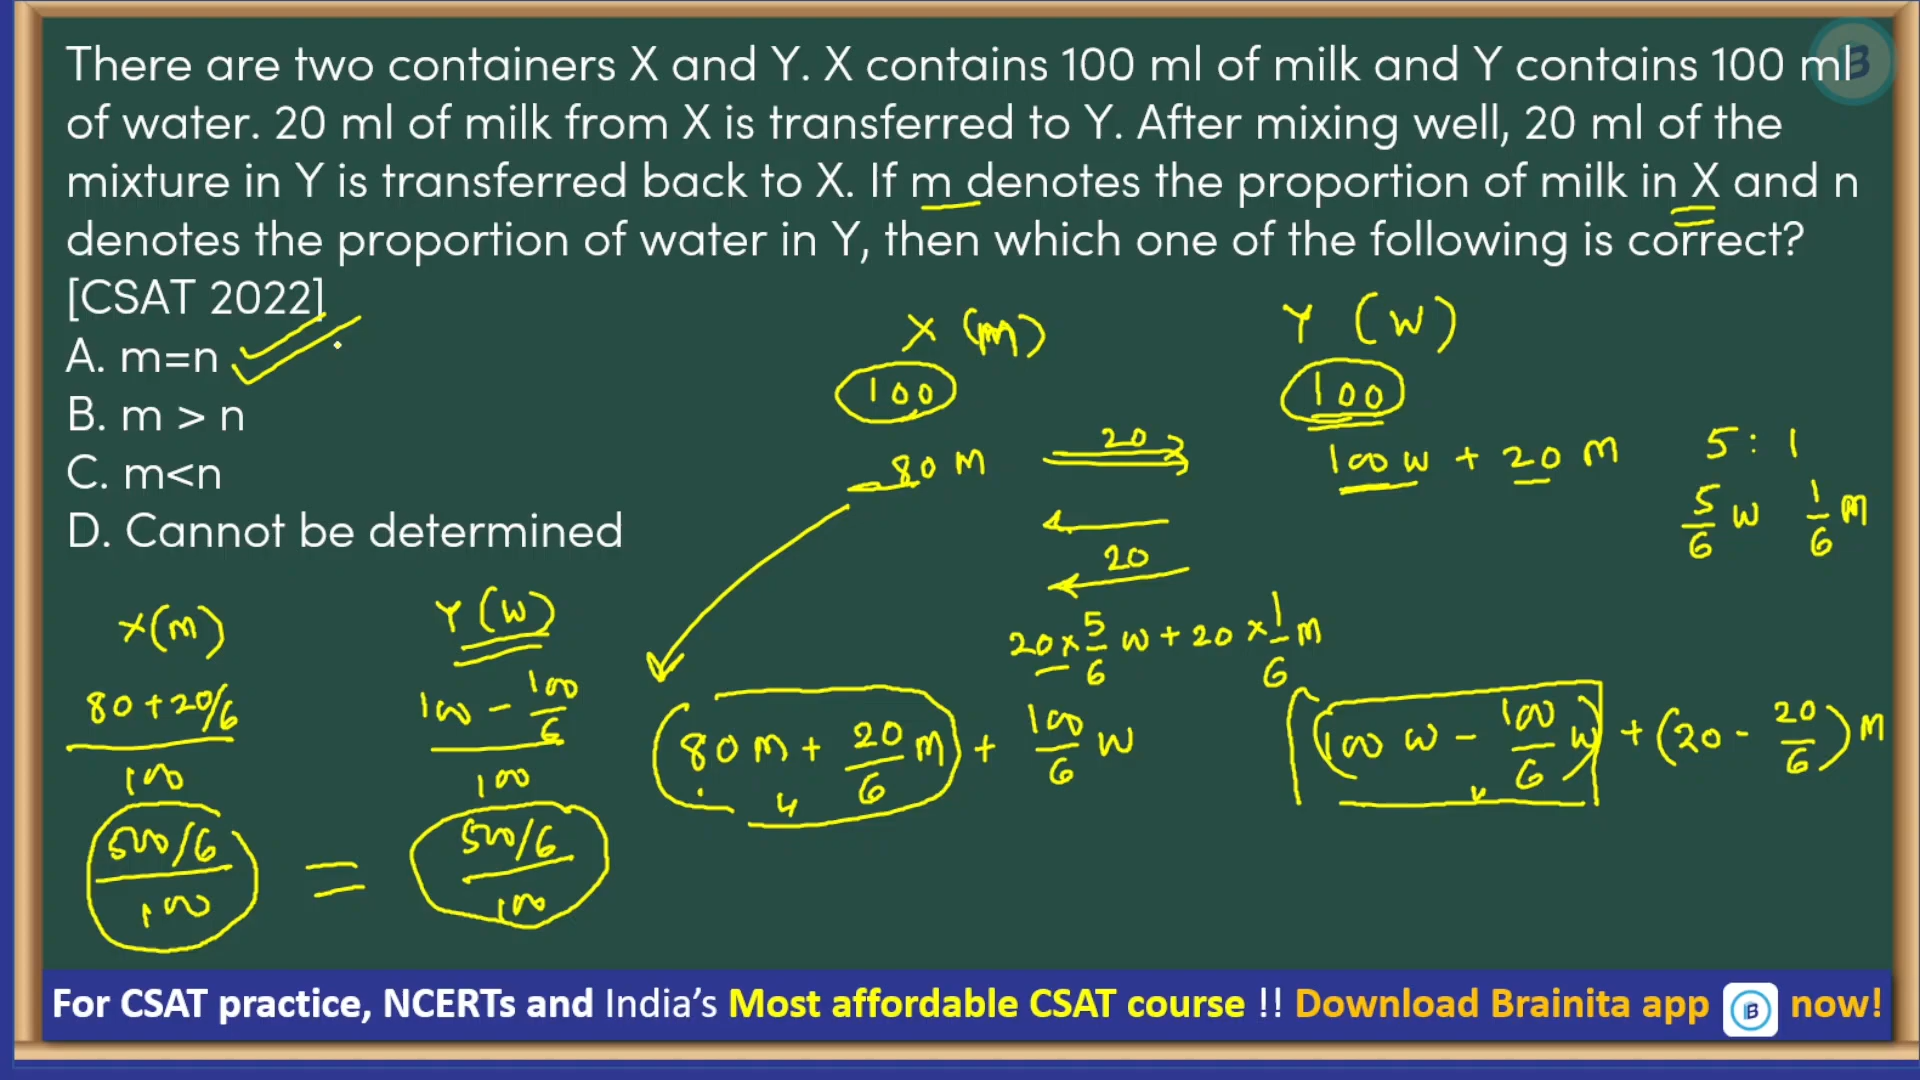 There are two containers X and Y. X contains 100 ml of milk and Y contains 100 ml
of water. 20 ml of milk from X is transferred to Y. After mixing well, 20 ml of the
mixture in Y is transferred back to X. If m denotes the proportion of milk in X and n
denotes the proportion of water in Y, then which one of the following is correct?
[CSAT 2022]
A. m=n
B. m > n
C. m<n
D. Cannot be determined
X (M) Y (W)
100 100
80 M 20 100 W + 20 M 5 : 1
5/6 W 1/6 M
20
20 × 5/6 W + 20 × 1/6 M
(80 M + 20/6 M) + 100/6 W
(100 W - 100/6 W) + (20 - 20/6) M
X(M) Y (W)
80+20/6 100 - 100/6
100 100
500/6 = 500/6
100 100
For CSAT practice, NCERTs and India's Most affordable CSAT course !! Download Brainita app B now!